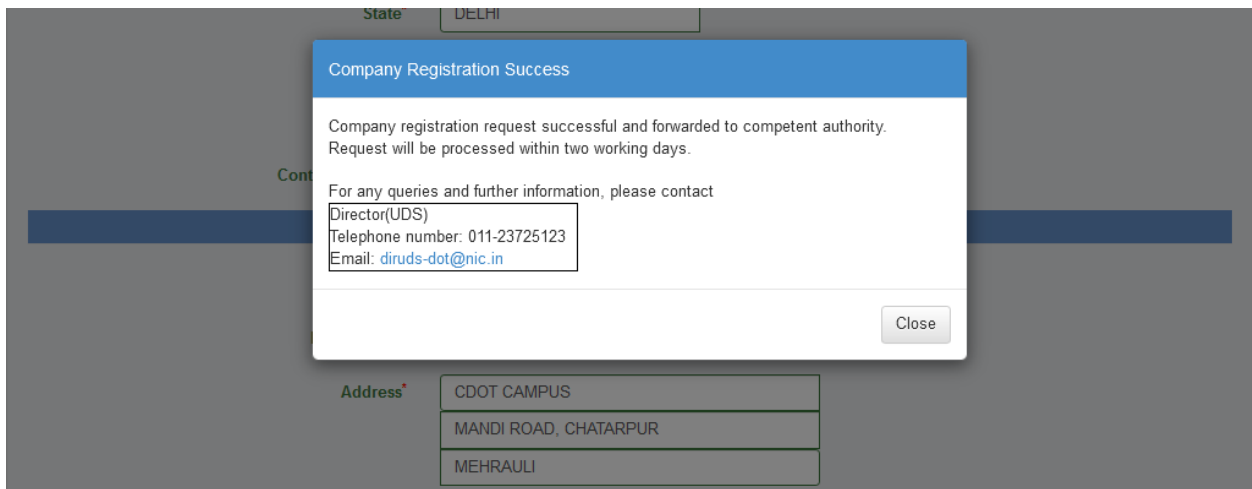 State*
DELHI
Company Registration Success
Company registration request successful and forwarded to competent authority.
Request will be processed within two working days.
Cont
For any queries and further information, please contact
Director(UDS)
Telephone number: 011-23725123
Email: diruds-dot@nic.in
Close
Address*
CDOT CAMPUS
MANDI ROAD, CHATARPUR
MEHRAULI